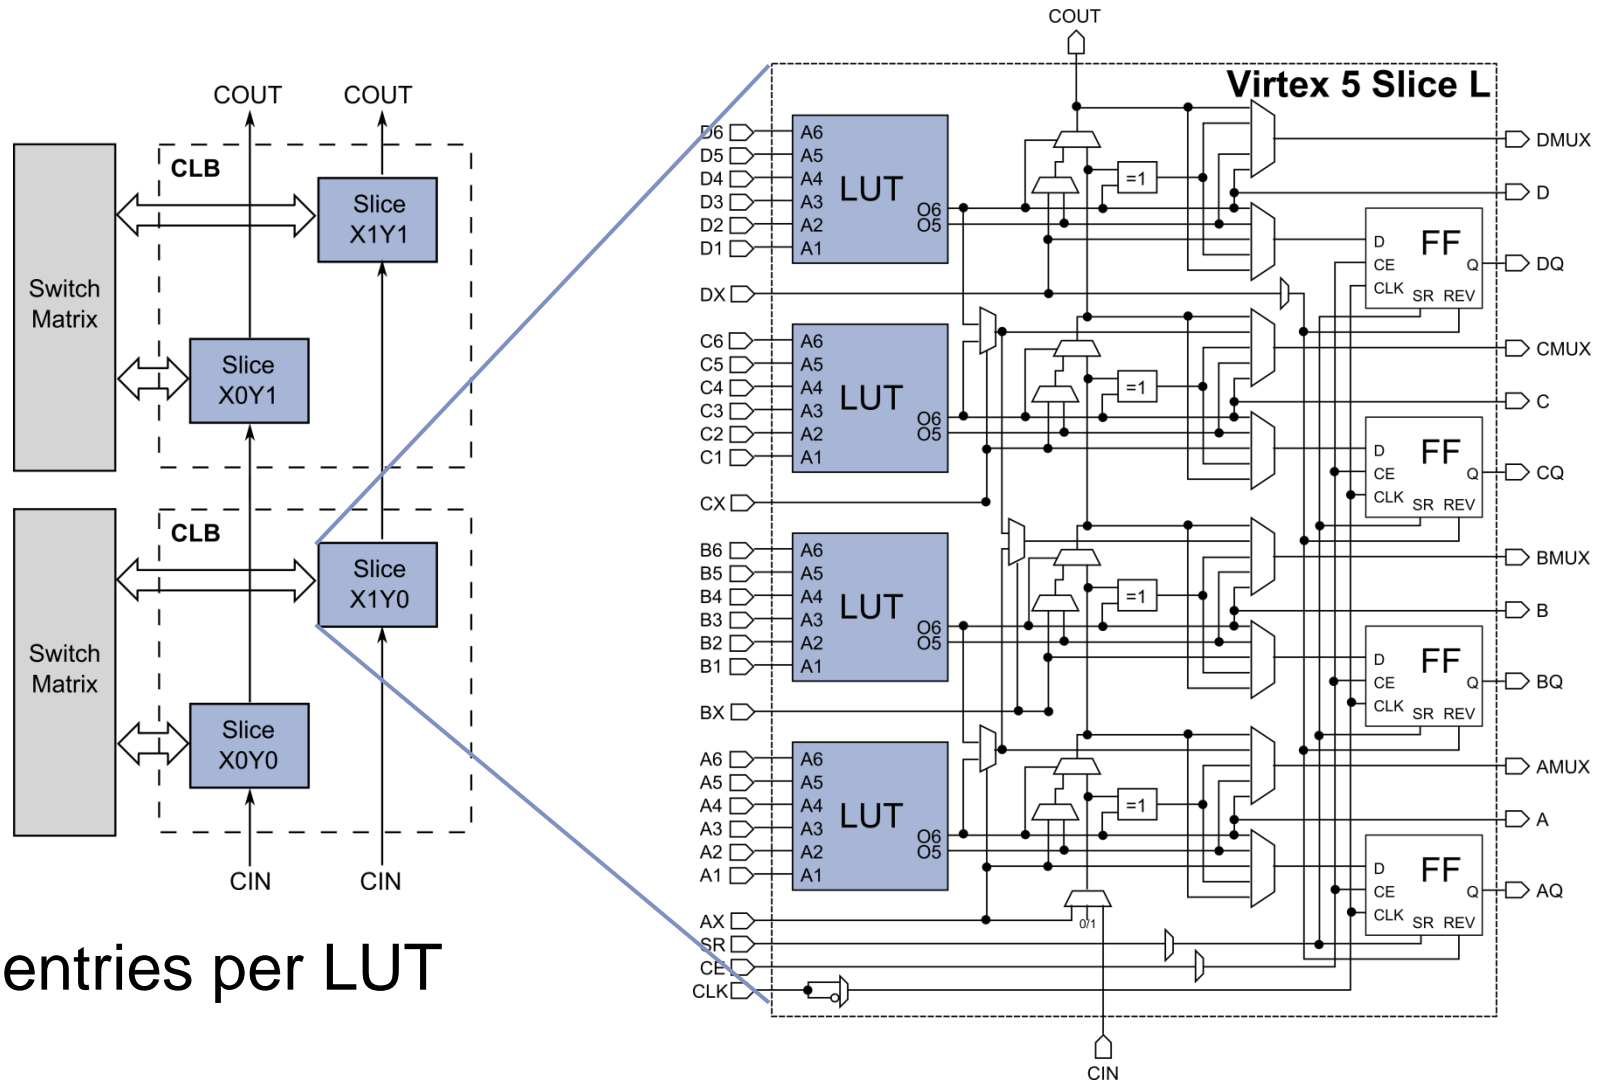 COUT
COUT
CLB
Slice
X1Y1
Switch
Matrix
Slice
X0Y1
CLB
Slice
X1Y0
Switch
Matrix
Slice
X0Y0
CIN
CIN
entries per LUT
COUT
Virtex 5 Slice L
D6
D5
D4
D3
D2
D1
A6
A5
A4
A3
A2
A1
LUT
O6
O5
=1
DMUX
D
D
CE
CLK
FF
Q
SR REV
DQ
DX
C6
C5
C4
C3
C2
C1
A6
A5
A4
A3
A2
A1
LUT
O6
O5
=1
CMUX
C
D
CE
CLK
FF
Q
SR REV
CQ
CX
B6
B5
B4
B3
B2
B1
A6
A5
A4
A3
A2
A1
LUT
O6
O5
=1
BMUX
B
D
CE
CLK
FF
Q
SR REV
BQ
BX
A6
A5
A4
A3
A2
A1
A6
A5
A4
A3
A2
A1
LUT
O6
O5
=1
AMUX
A
D
CE
CLK
FF
Q
SR REV
AQ
AX
0/1
SR
CE
CLK
CIN